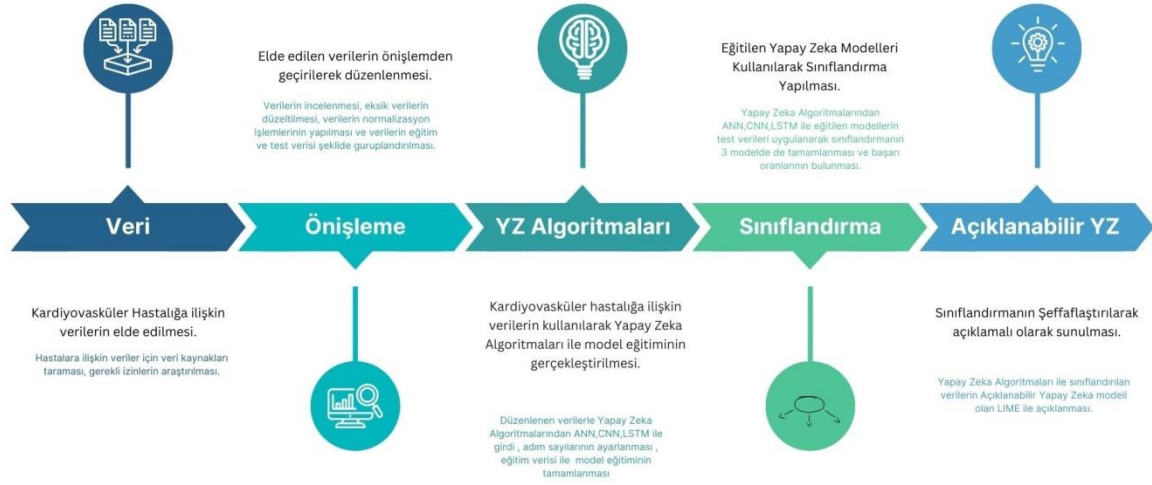 Elde edilen verilerin önişlemden
geçirilerek düzenlenmesi.
Verilerin incelenmesi, eksik verilerin
düzeltilmesi, verilerin normalizasyon
işlemlerinin yapılması ve verilerin eğitim
ve test verisi şeklide guruplandırılması.
Eğitilen Yapay Zeka Modelleri
Kullanılarak Sınıflandırma
Yapılması.
Yapay Zeka Algoritmalarından
ANN,CNN,LSTM ile eğitilen modellerin
test verileri uygulanarak sınıflandırmanın
3 modelde de tamamlanması ve başarı
oranlarının bulunması.
Veri
Önişleme
YZ Algoritmaları
Sınıflandırma
Açıklanabilir YZ
Kardiyovasküler Hastalığa ilişkin
verilerin elde edilmesi.
Hastalara ilişkin veriler için veri kaynakları
taraması, gerekli izinlerin araştırılması.
Kardiyovasküler hastalığa ilişkin
verilerin kullanılarak Yapay Zeka
Algoritmaları ile model eğitiminin
gerçekleştirilmesi.
Düzenlenen verilerle Yapay Zeka
Algoritmalarından ANN,CNN,LSTM ile
girdi , adım sayılarının ayarlanması ,
eğitim verisi ile model eğitiminin
tamamlanması
Sınıflandırmanın Şeffaflaştırılarak
açıklamalı olarak sunulması.
Yapay Zeka Algoritmaları ile sınıflandırılan
verilerin Açıklanabilir Yapay Zeka modeli
olan LIME ile açıklanması.